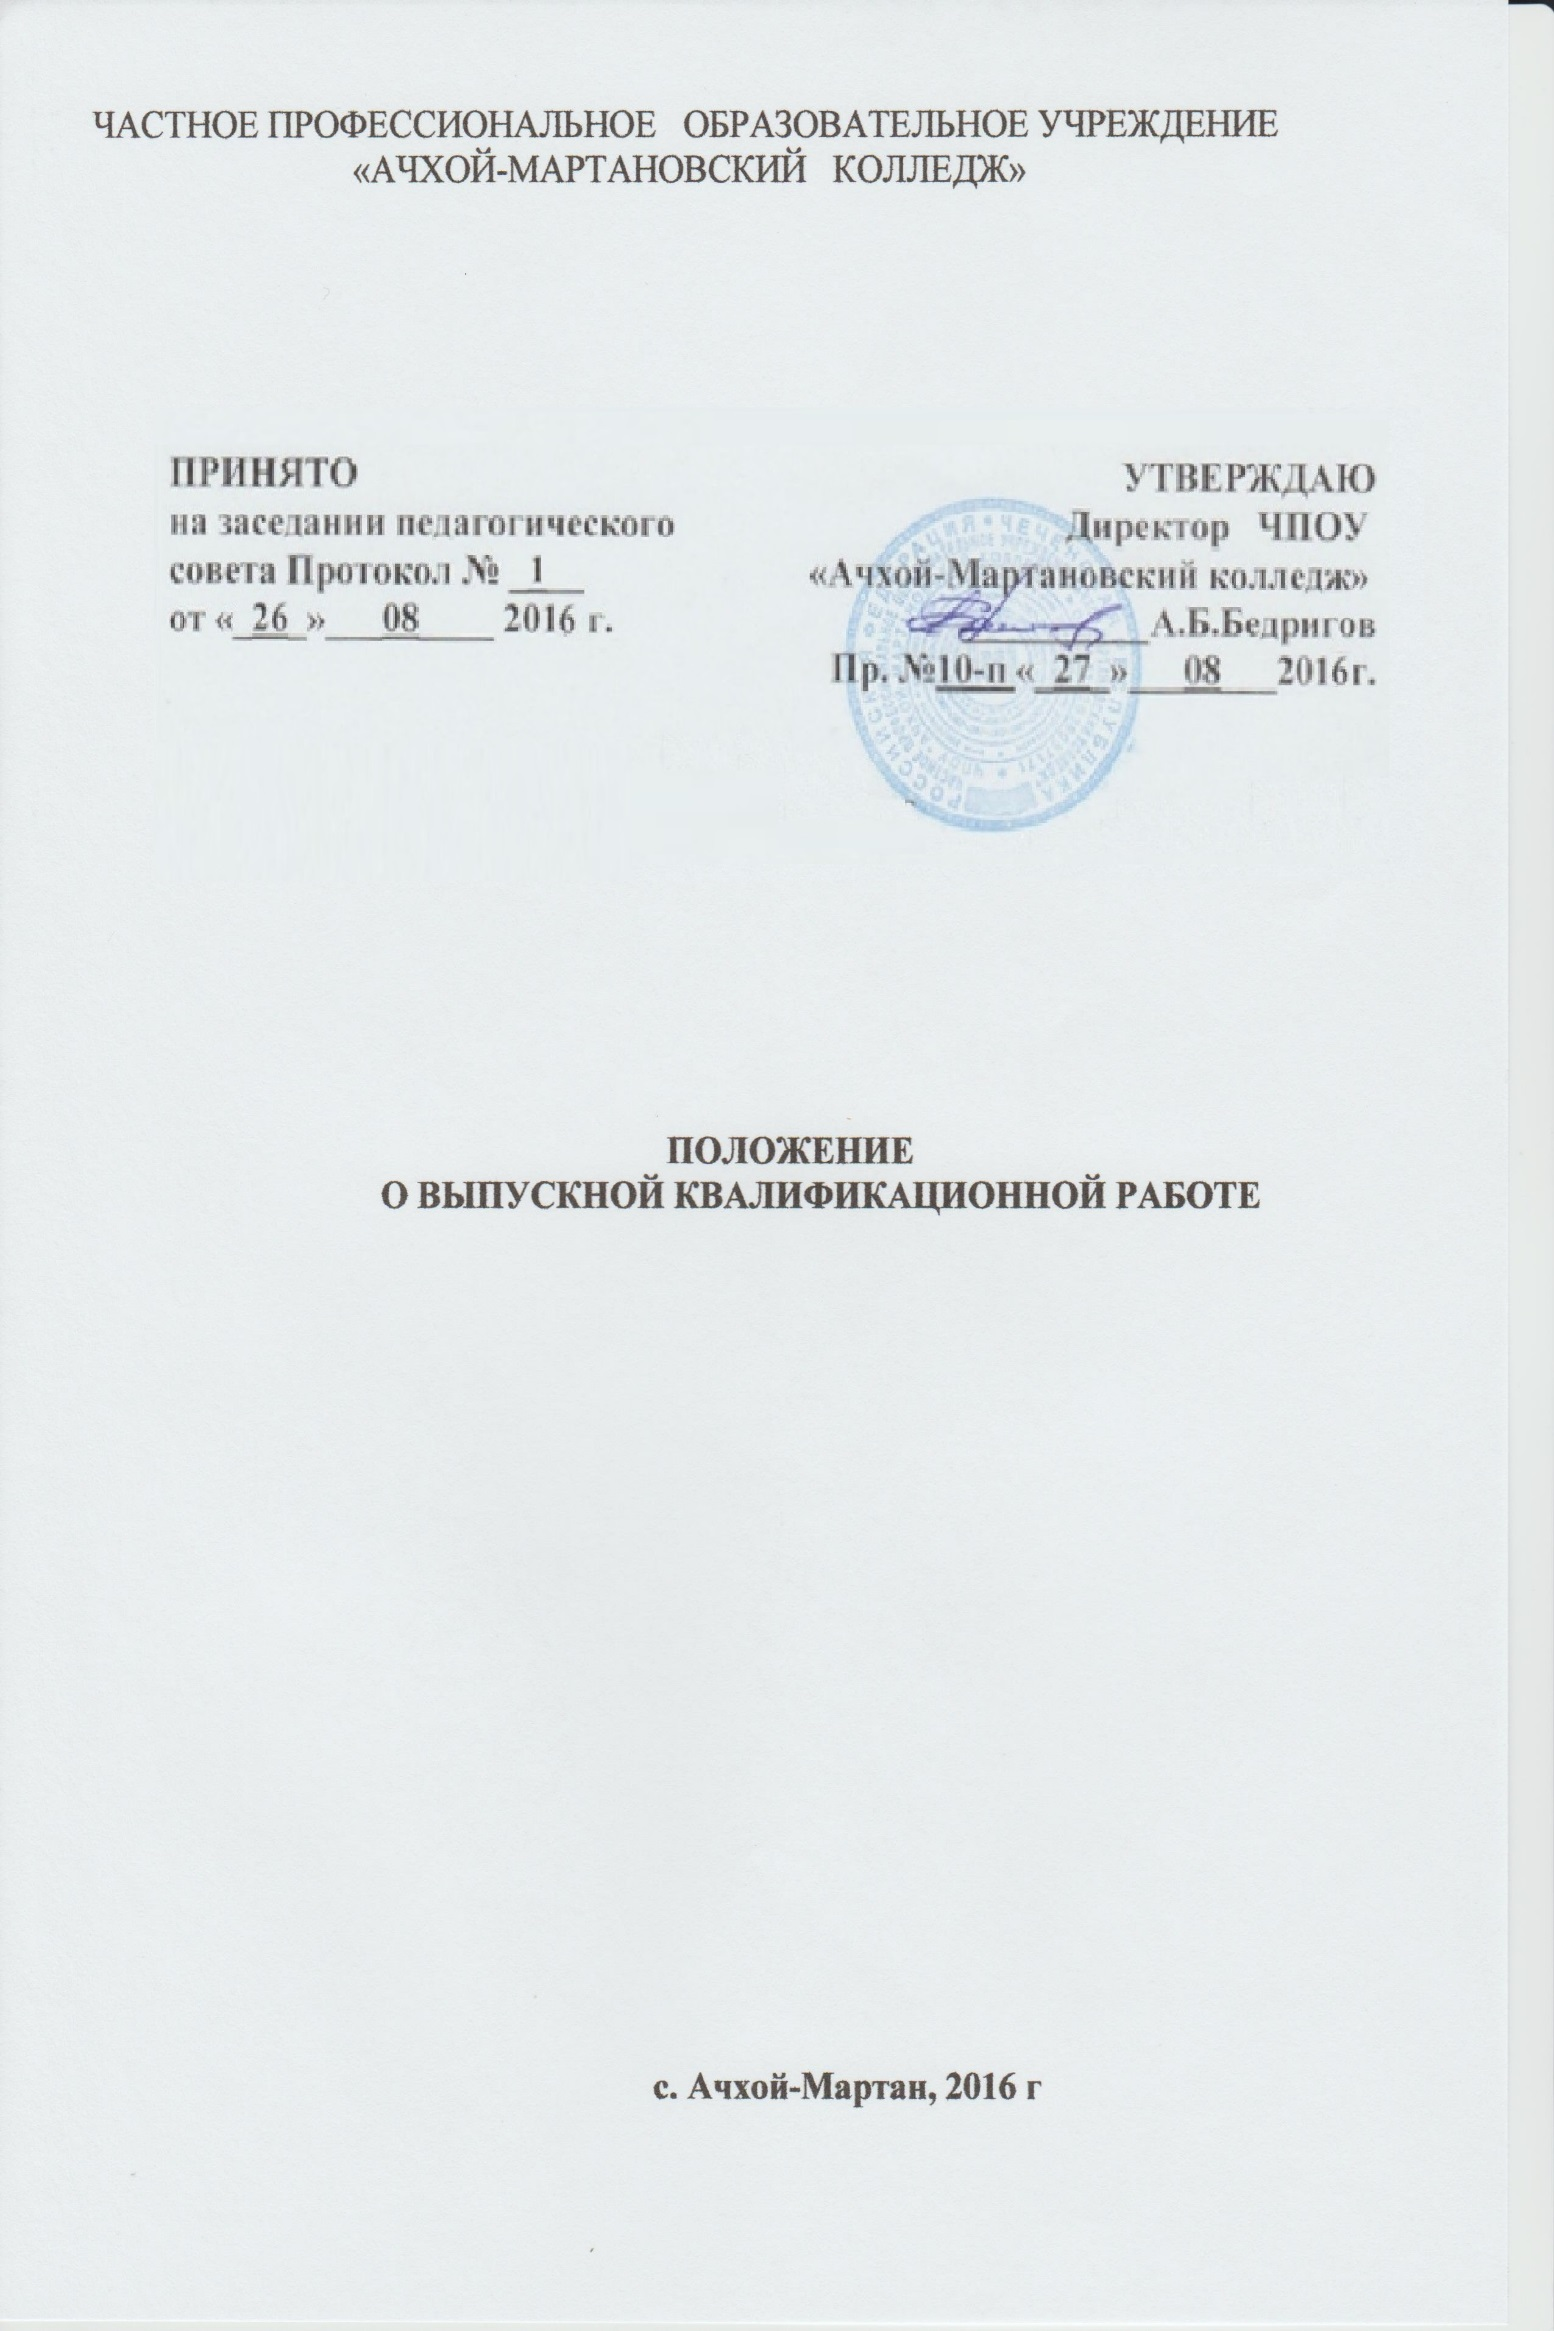 ЧАСТНОЕ ПРОФЕССИОНАЛЬНОЕ   ОБРАЗОВАТЕЛЬНОЕ УЧРЕЖДЕНИЕ
«АЧХОЙ-МАРТАНОВСКИЙ   КОЛЛЕДЖ»
ПРИНЯТО
на заседании педагогического
совета Протокол № 1
от «26» 08 2016 г.
УТВЕРЖДАЮ
Директор   ЧПОУ
«Ачхой-Мартановский колледж»
А.Б.Бедригов
Пр. №10-п «27» 08 2016г.
РОССИЙСКАЯ ФЕДЕРАЦИЯ
ПОЛОЖЕНИЕ
О ВЫПУСКНОЙ КВАЛИФИКАЦИОННОЙ РАБОТЕ
с. Ачхой-Мартан, 2016 г